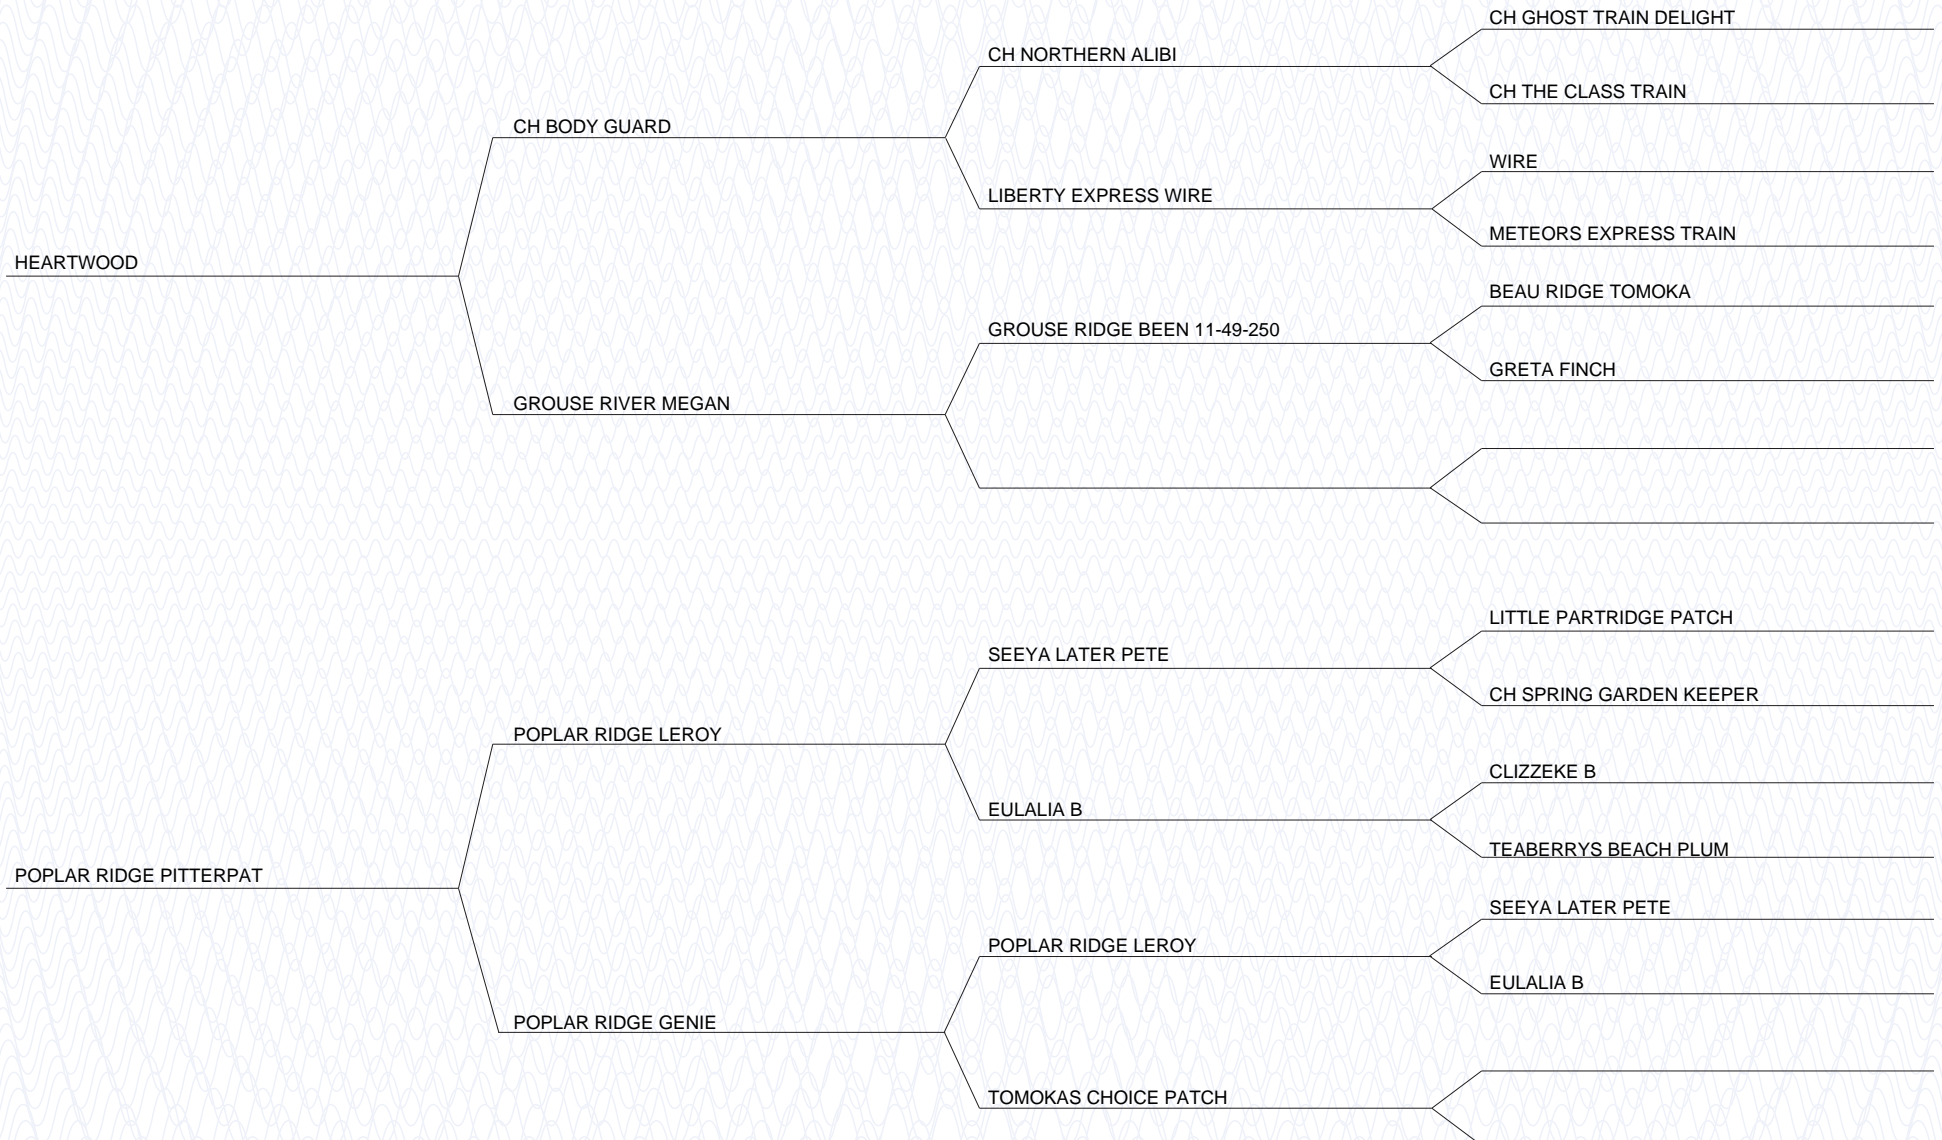 CH GHOST TRAIN DELIGHT
CH NORTHERN ALIBI
CH THE CLASS TRAIN
CH BODY GUARD
WIRE
LIBERTY EXPRESS WIRE
METEORS EXPRESS TRAIN
HEARTWOOD
BEAU RIDGE TOMOKA
GROUSE RIDGE BEEN 11-49-250
GRETA FINCH
GROUSE RIVER MEGAN
LITTLE PARTRIDGE PATCH
SEEYA LATER PETE
CH SPRING GARDEN KEEPER
POPLAR RIDGE LEROY
CLIZZEKE B
EULALIA B
TEABERRYS BEACH PLUM
POPLAR RIDGE PITTERPAT
SEEYA LATER PETE
POPLAR RIDGE LEROY
EULALIA B
POPLAR RIDGE GENIE
TOMOKAS CHOICE PATCH